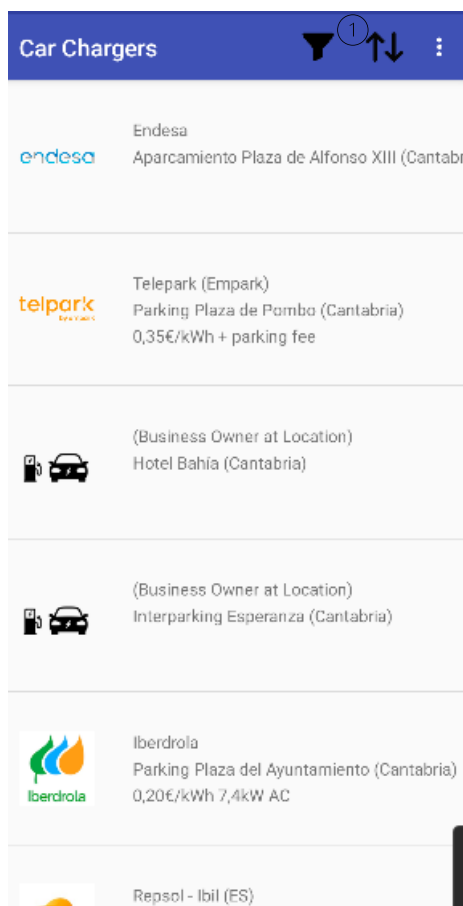 Car Chargers
1
endesa
Endesa
Aparcamiento Plaza de Alfonso XIII (Cantabr
telpark
Telepark (Empark)
Parking Plaza de Pombo (Cantabria)
0,35€/kWh + parking fee
(Business Owner at Location)
Hotel Bahía (Cantabria)
(Business Owner at Location)
Interparking Esperanza (Cantabria)
Iberdrola
Iberdrola
Parking Plaza del Ayuntamiento (Cantabria)
0,20€/kWh 7,4kW AC
Repsol - Ibil (ES)